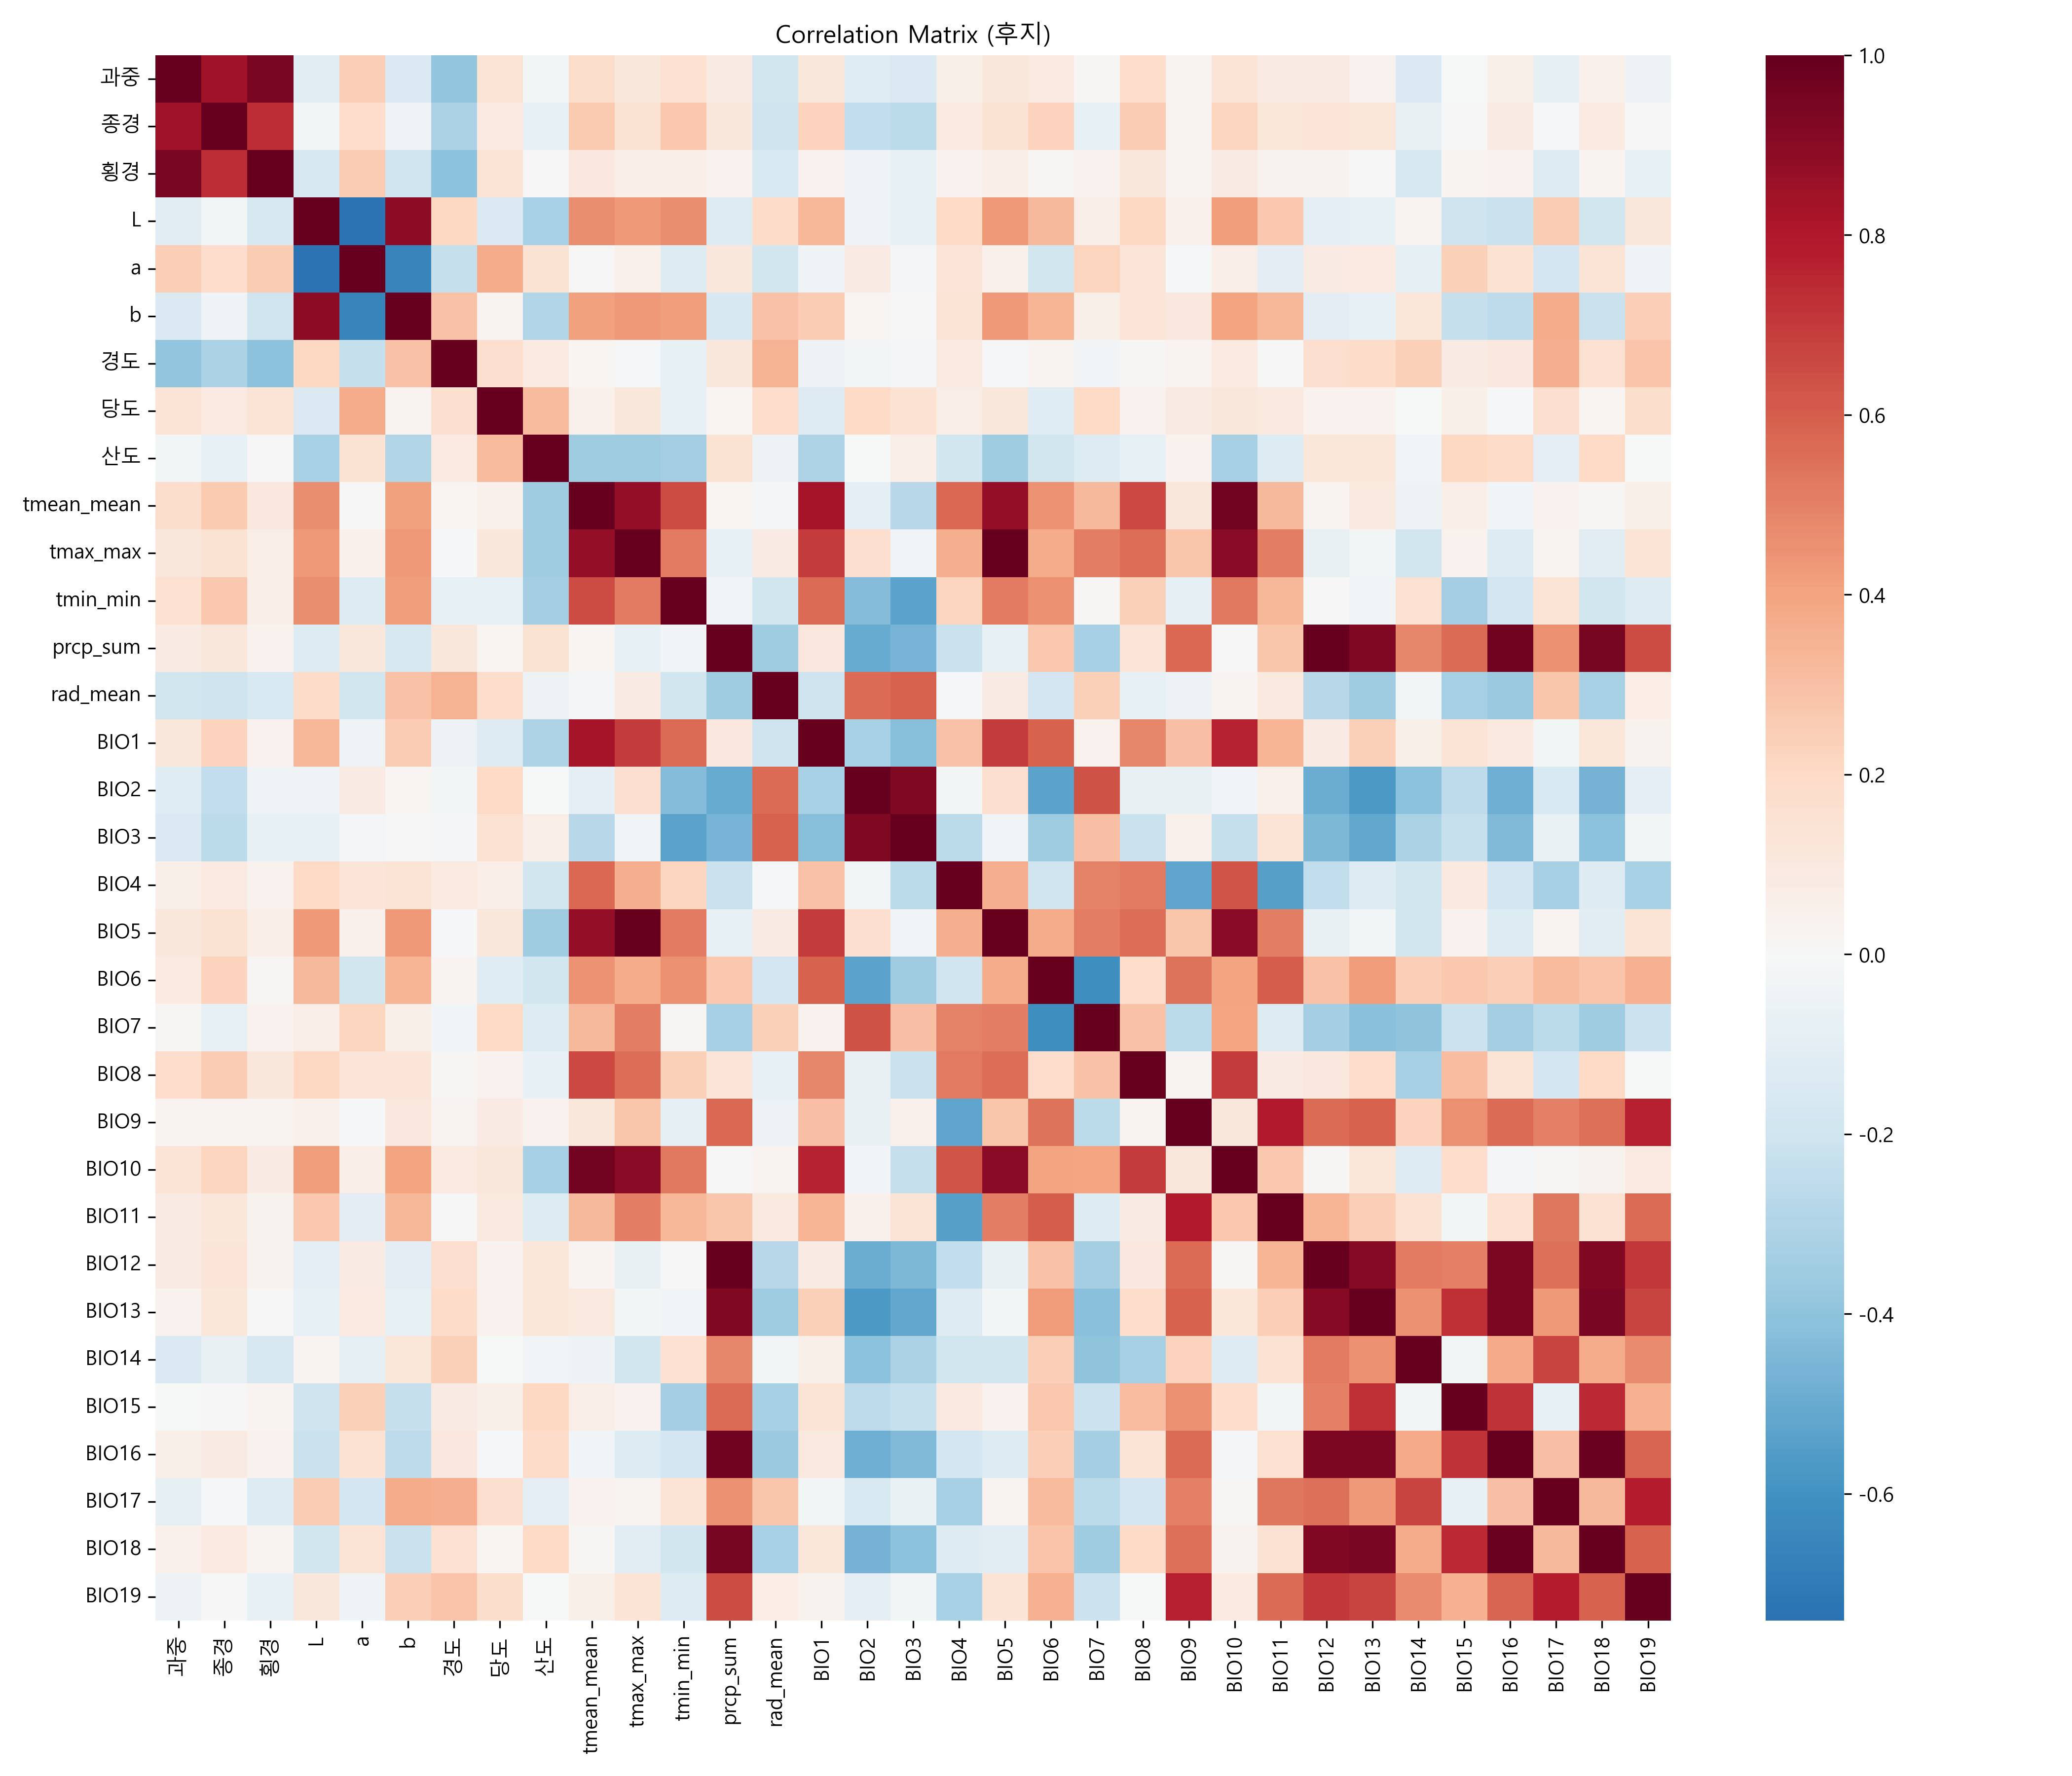 Correlation Matrix (후지)
과중
종경
횡경
L
a
b
경도
당도
산도
tmean_mean
tmax_max
tmin_min
prcp_sum
rad_mean
BIO1
BIO2
BIO3
BIO4
BIO5
BIO6
BIO7
BIO8
BIO9
BIO10
BIO11
BIO12
BIO13
BIO14
BIO15
BIO16
BIO17
BIO18
BIO19
과중
종경
횡경
L
a
b
경도
당도
산도
tmean_mean
tmax_max
tmin_min
prcp_sum
rad_mean
BIO1
BIO2
BIO3
BIO4
BIO5
BIO6
BIO7
BIO8
BIO9
BIO10
BIO11
BIO12
BIO13
BIO14
BIO15
BIO16
BIO17
BIO18
BIO19
1.0
0.8
0.6
0.4
0.2
0.0
-0.2
-0.4
-0.6